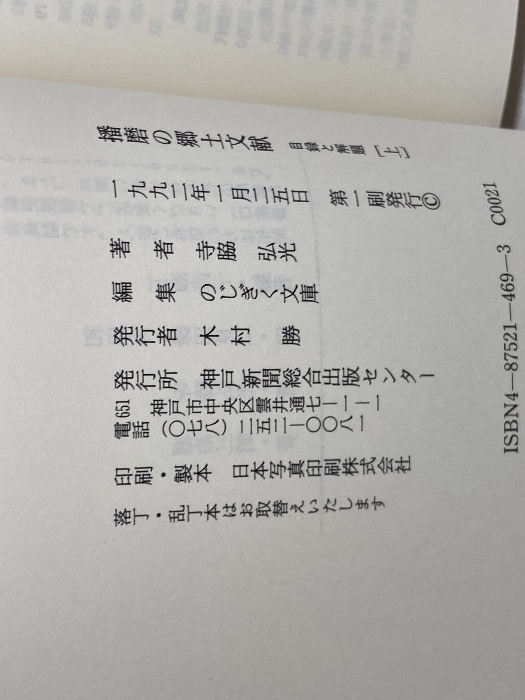 播磨の郷土文献 目録と解題 [上]
一九九二年一月二五日 第一刷発行©
著者 寺脇 弘光
編集 のじぎく文庫
発行者 木村 勝
発行所 神戸新聞総合出版センター
651 神戸市中央区雲井通七―一―一
電話 (〇七八) 二五二―〇〇八一
印刷・製本 日本写真印刷株式会社
落丁・乱丁本はお取替えいたします
ISBN4―87521―469―3 C0021